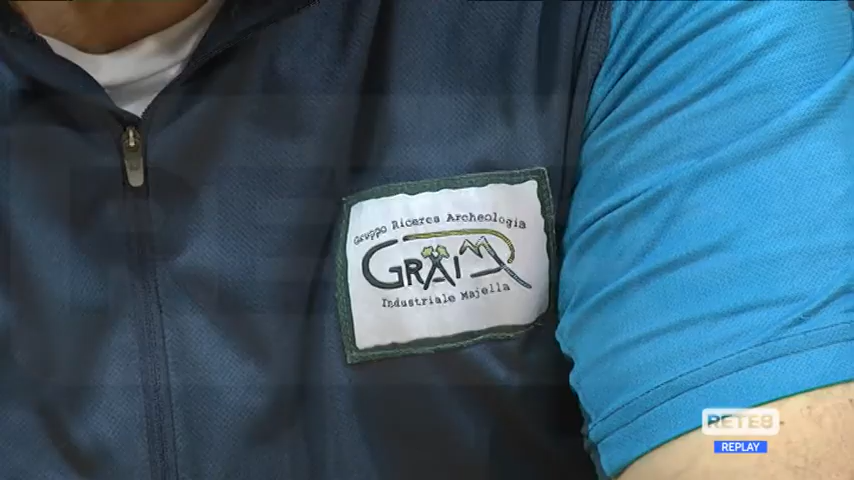 Gruppo Ricerca Archeologia
GRAIM
Industriale Majella
RETE8
REPLAY